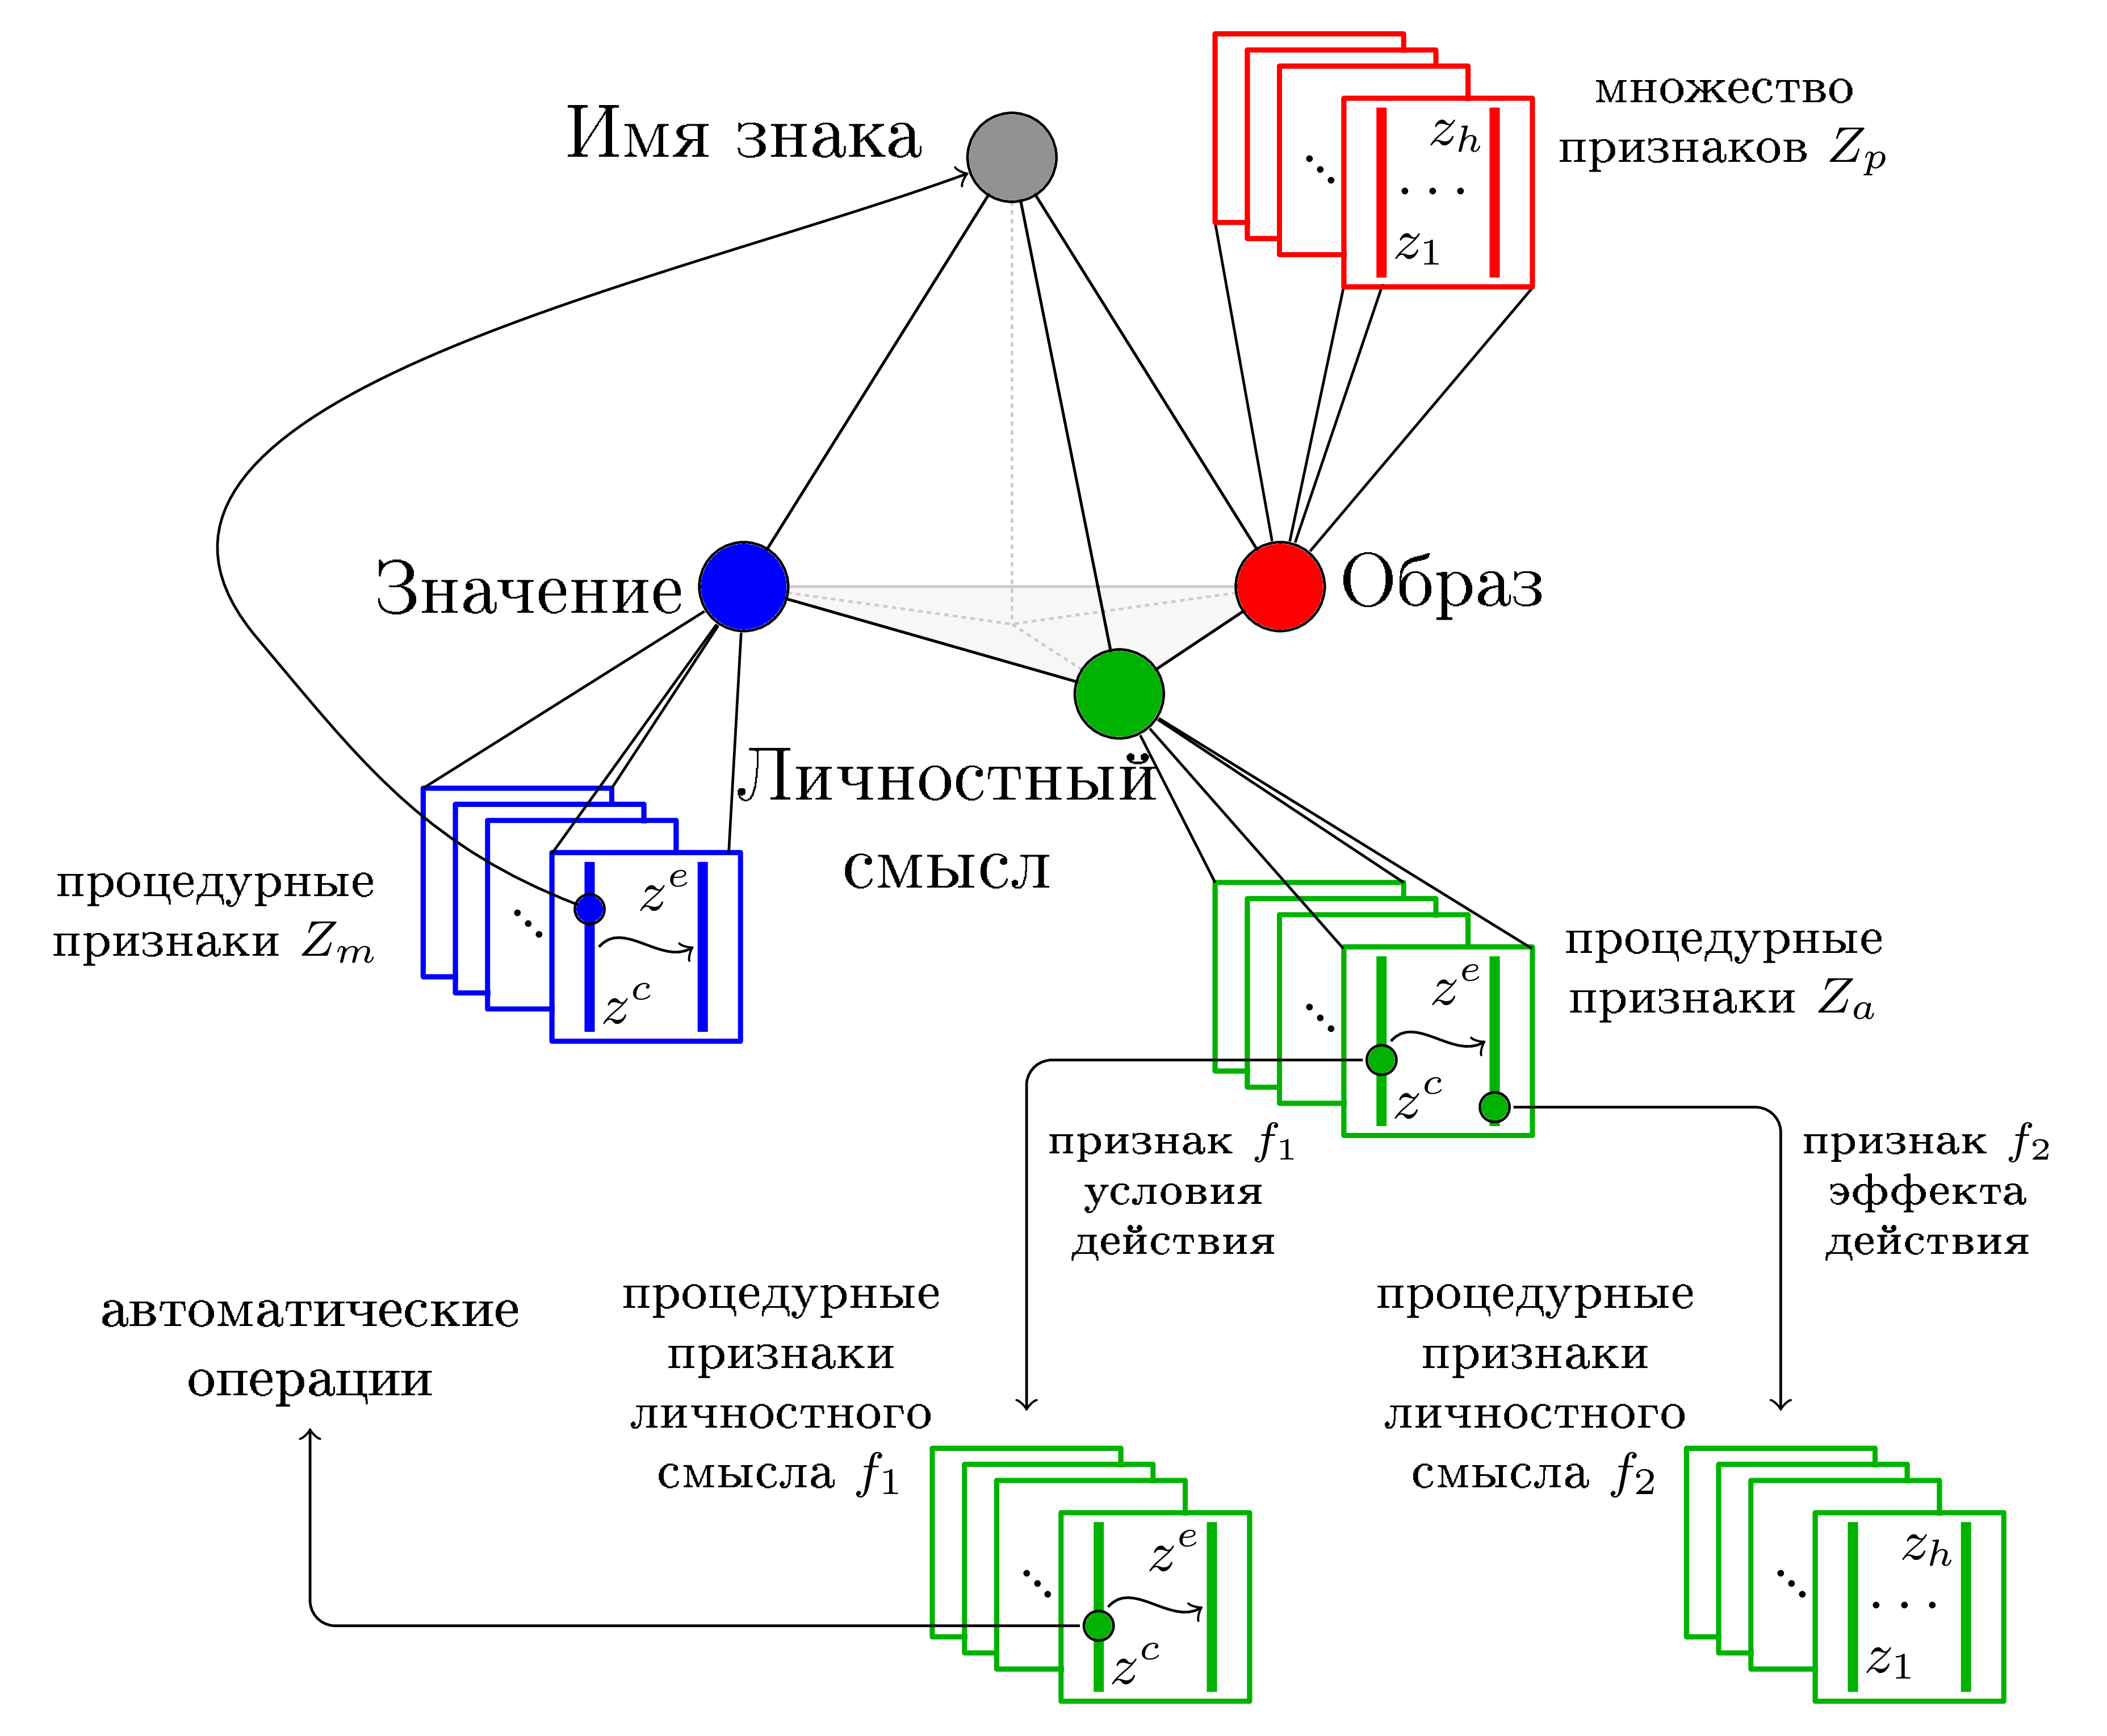 Имя знака
множество
признаков Z_p
z_h
. . .
z_1
Значение
Образ
Личностный
смысл
процедурные
признаки Z_m
z^e
z^c
процедурные
признаки Z_a
z^e
z^c
признак f_1
условия
действия
признак f_2
эффекта
действия
автоматические
операции
процедурные
признаки
личностного
смысла f_1
z^e
z^c
процедурные
признаки
личностного
смысла f_2
z_h
. . .
z_1